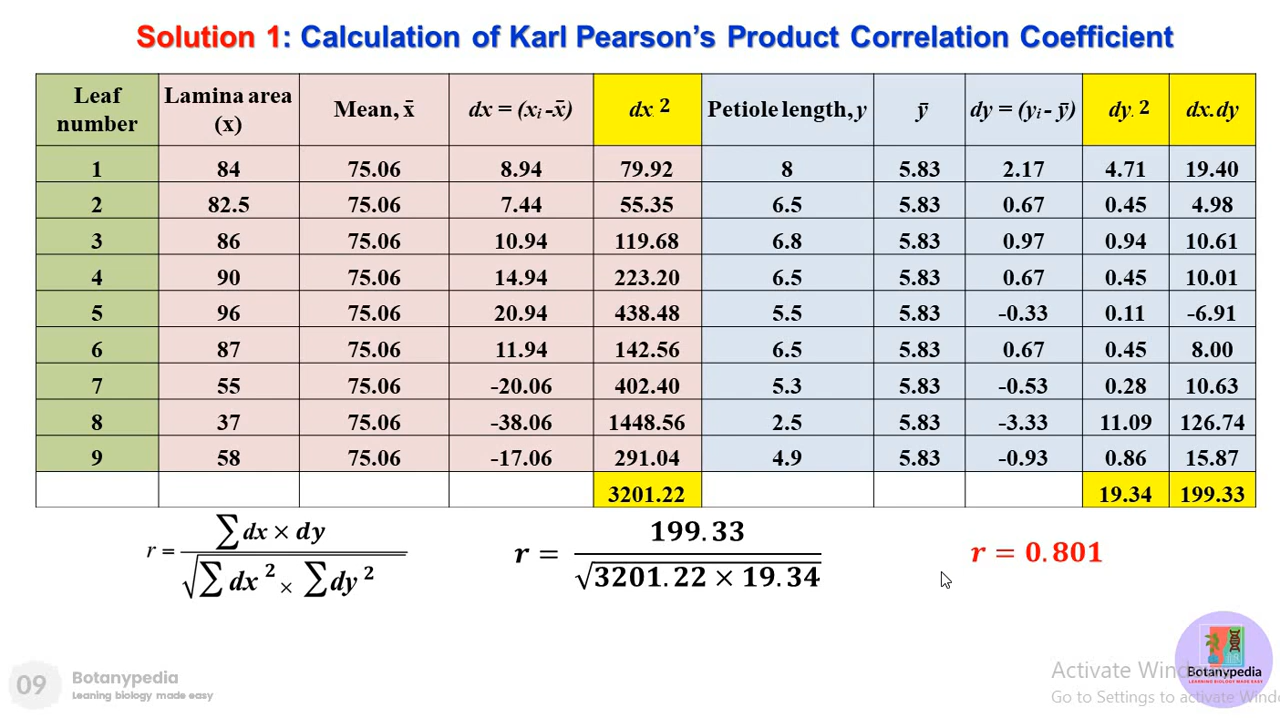 Solution 1: Calculation of Karl Pearson’s Product Correlation Coefficient
Leaf number | Lamina area (x) | Mean, x̄ | dx = (xᵢ -x̄) | dx 2 | Petiole length, y | ȳ | dy = (yᵢ - ȳ) | dy. 2 | dx.dy
1 | 84 | 75.06 | 8.94 | 79.92 | 8 | 5.83 | 2.17 | 4.71 | 19.40
2 | 82.5 | 75.06 | 7.44 | 55.35 | 6.5 | 5.83 | 0.67 | 0.45 | 4.98
3 | 86 | 75.06 | 10.94 | 119.68 | 6.8 | 5.83 | 0.97 | 0.94 | 10.61
4 | 90 | 75.06 | 14.94 | 223.20 | 6.5 | 5.83 | 0.67 | 0.45 | 10.01
5 | 96 | 75.06 | 20.94 | 438.48 | 5.5 | 5.83 | -0.33 | 0.11 | -6.91
6 | 87 | 75.06 | 11.94 | 142.56 | 6.5 | 5.83 | 0.67 | 0.45 | 8.00
7 | 55 | 75.06 | -20.06 | 402.40 | 5.3 | 5.83 | -0.53 | 0.28 | 10.63
8 | 37 | 75.06 | -38.06 | 1448.56 | 2.5 | 5.83 | -3.33 | 11.09 | 126.74
9 | 58 | 75.06 | -17.06 | 291.04 | 4.9 | 5.83 | -0.93 | 0.86 | 15.87
3201.22 | 19.34 | 199.33
r = ∑dx × dy / √(∑dx ² × ∑dy ²)
r = 199.33 / √(3201.22 × 19.34)
r = 0.801
09
Botanypedia
Leaning biology made easy
Activate Wind
Go to Settings to activate Wind
Botanypedia
LEARNING BIOLOGY MADE EASY